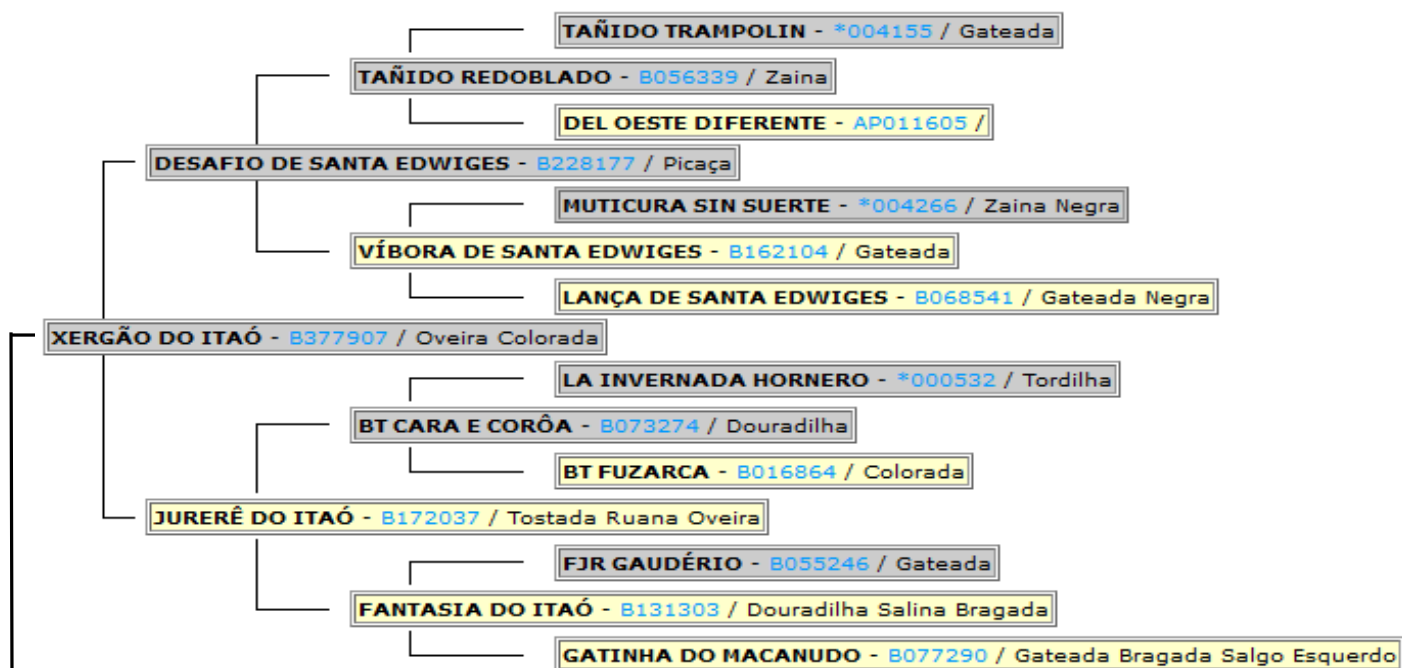 TAÑIDO TRAMPOLIN - *004155 / Gateada
TAÑIDO REDOBLADO - B056339 / Zaina
DEL OESTE DIFERENTE - AP011605 /
DESAFIO DE SANTA EDWIGES - B228177 / Picaça
MUTICURA SIN SUERTE - *004266 / Zaina Negra
VÍBORA DE SANTA EDWIGES - B162104 / Gateada
LANÇA DE SANTA EDWIGES - B068541 / Gateada Negra
XERGÃO DO ITAÓ - B377907 / Oveira Colorada
LA INVERNADA HORNERO - *000532 / Tordilha
BT CARA E CORÔA - B073274 / Douradilha
BT FUZARCA - B016864 / Colorada
JURERÊ DO ITAÓ - B172037 / Tostada Ruana Oveira
FJR GAUDÉRIO - B055246 / Gateada
FANTASIA DO ITAÓ - B131303 / Douradilha Salina Bragada
GATINHA DO MACANUDO - B077290 / Gateada Bragada Salgo Esquerdo